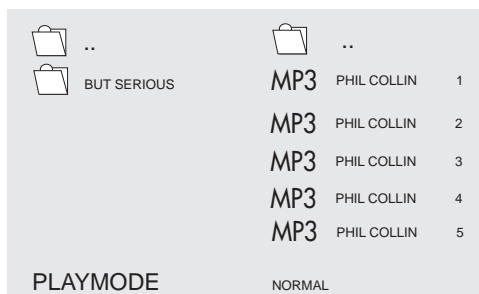 ..
BUT SERIOUS
..
MP3 PHIL COLLIN 1
MP3 PHIL COLLIN 2
MP3 PHIL COLLIN 3
MP3 PHIL COLLIN 4
MP3 PHIL COLLIN 5
PLAYMODE NORMAL